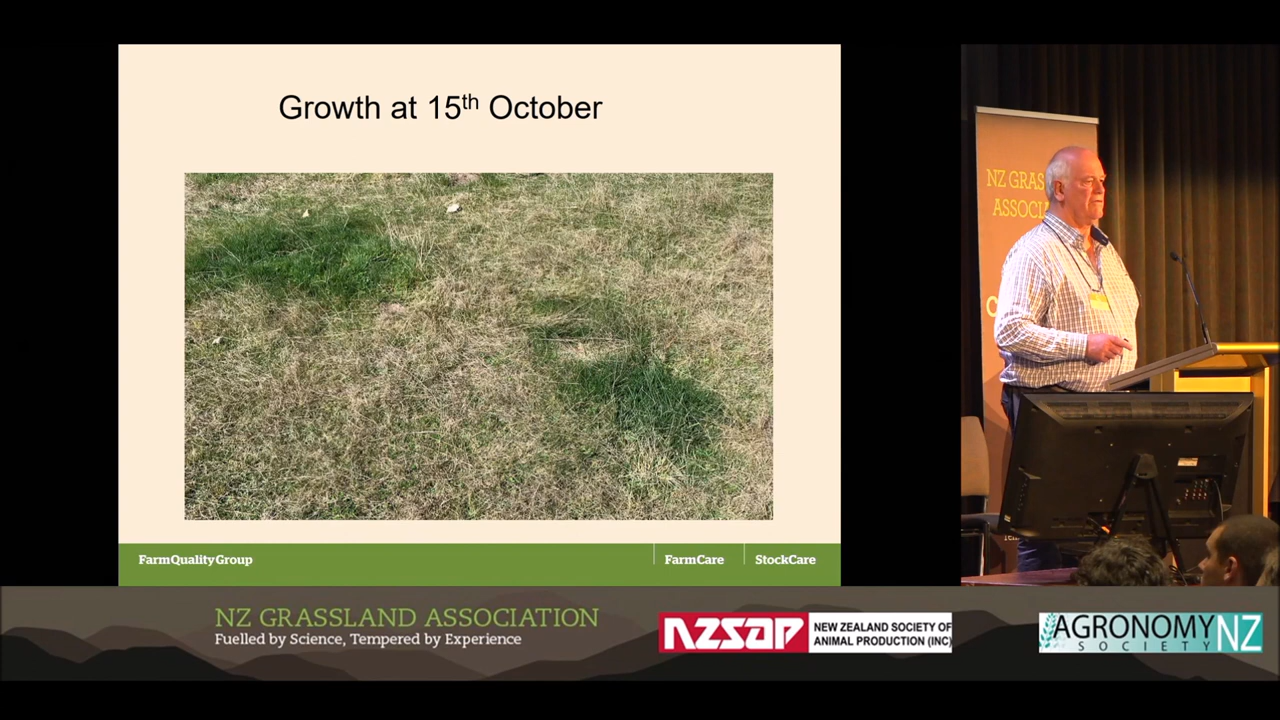 Growth at 15th October
NZ GRAS
ASSOCIA
FarmQualityGroup
FarmCare
StockCare
NZ GRASSLAND ASSOCIATION
Fuelled by Science, Tempered by Experience
NZSAP
NEW ZEALAND SOCIETY OF
ANIMAL PRODUCTION (INC)
AGRONOMY NZ
SOCIETY